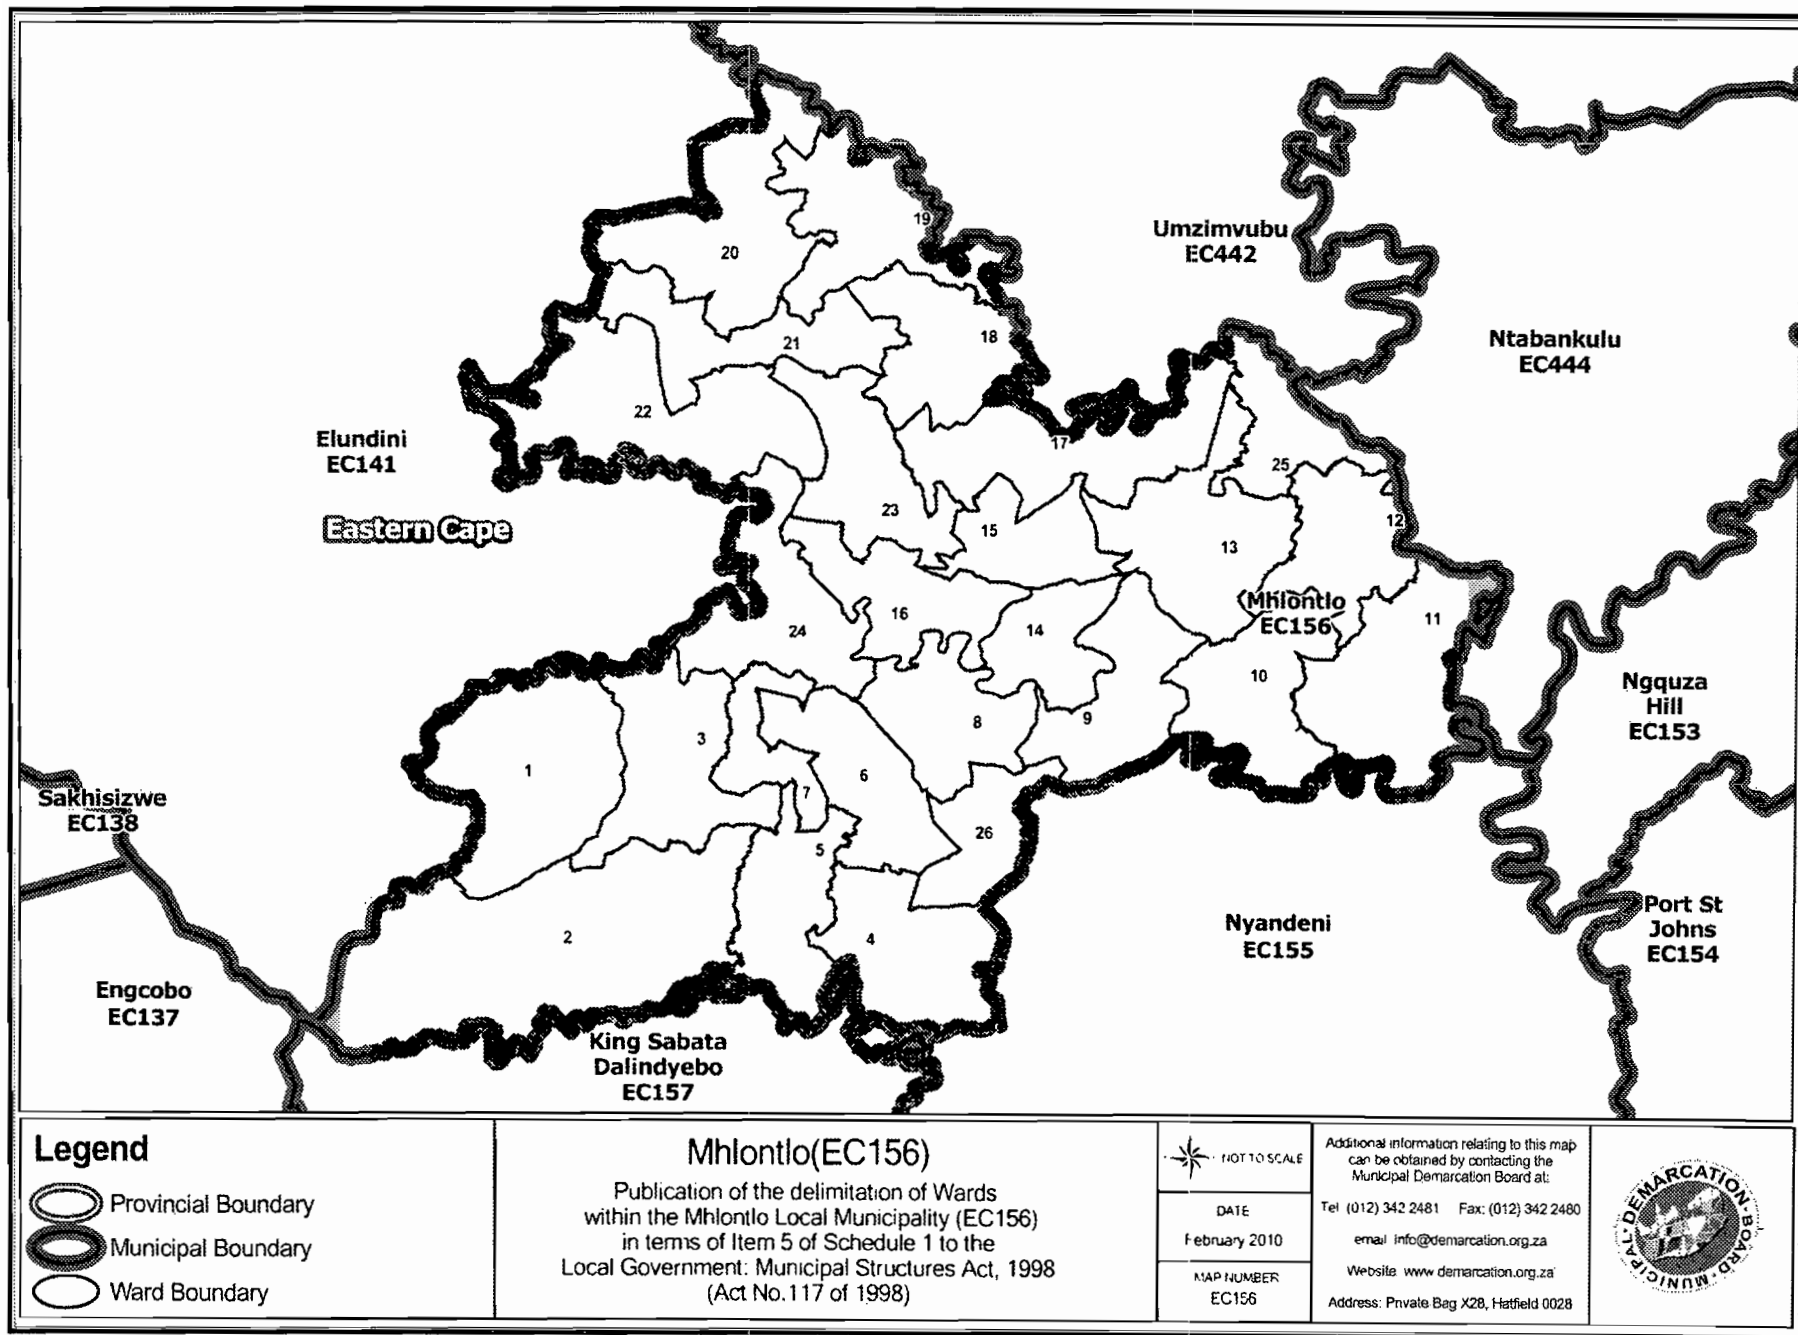 19
Umzimvubu
EC442
20
18
21
Ntabankulu
EC444
22
Elundini
EC141
17
25
Eastern Cape
23
15
12
13
16
Mhlontlo
EC156
11
24
14
10
Ngquza
Hill
EC153
8
9
3
1
6
7
Sakhisizwe
EC138
26
5
2
4
Nyandeni
EC155
Port St
Johns
EC154
Engcobo
EC137
King Sabata
Dalindyebo
EC157
Legend
Provincial Boundary
Municipal Boundary
Ward Boundary
Mhlontlo(EC156)
Publication of the delimitation of Wards
within the Mhlontlo Local Municipality (EC156)
in terms of Item 5 of Schedule 1 to the
Local Government: Municipal Structures Act, 1998
(Act No.117 of 1998)
NOT TO SCALE
DATE
February 2010
MAP NUMBER
EC156
Additional information relating to this map
can be obtained by contacting the
Municipal Demarcation Board at:
Tel (012) 342 2481 Fax: (012) 342 2480
email info@demarcation.org.za
Website www demarcation.org.za
Address: Private Bag X28, Hatfield 0028
MUNICIPAL · DEMARCATION · BOARD